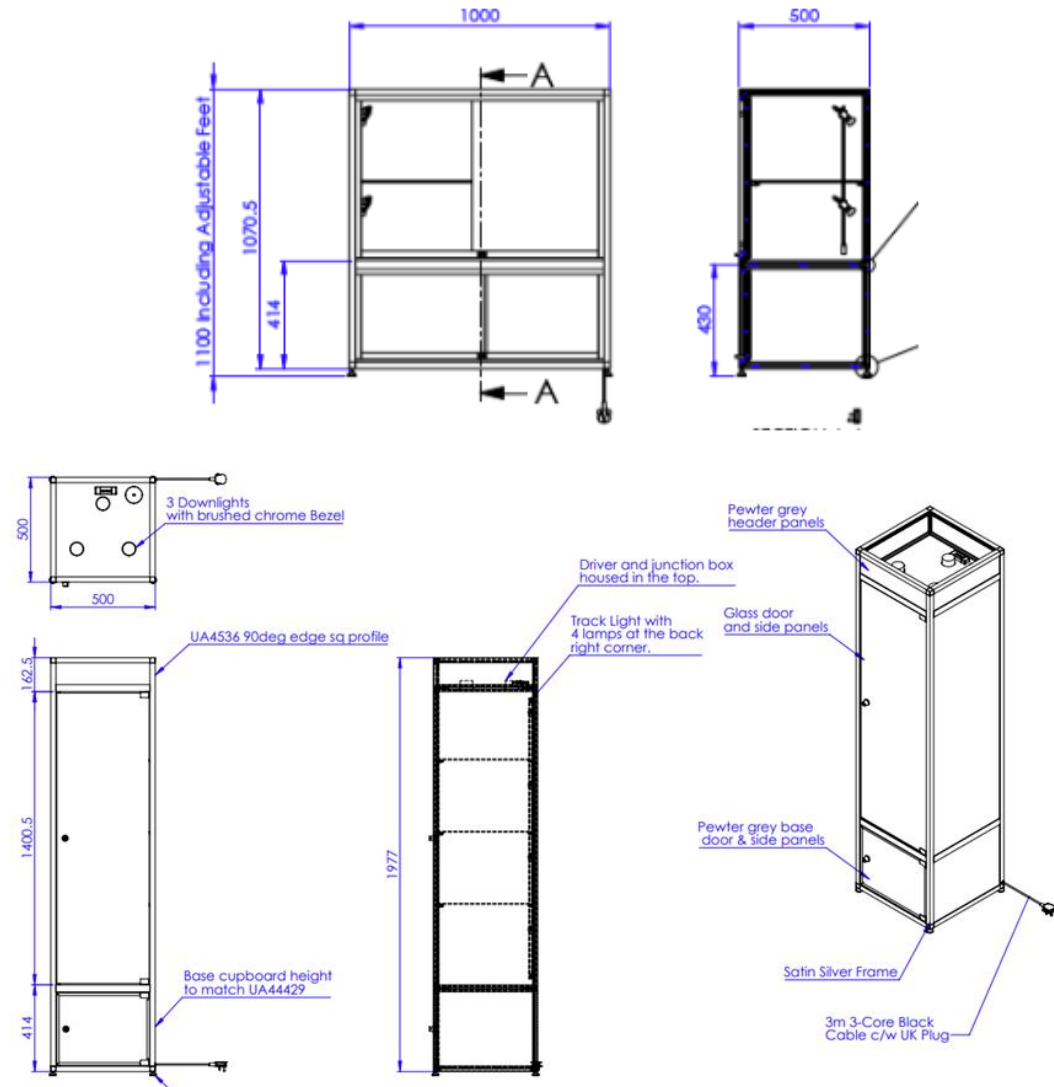 1000
500
A
1100 Including Adjustable Feet
1070.5
414
430
A
3 Downlights
with brushed chrome Bezel
500
500
Driver and junction box
housed in the top.
Track Light with
4 lamps at the back
right corner.
UA4536 90deg edge sq profile
162.5
1400.5
1977
Base cupboard height
to match UA44429
414
Pewter grey
header panels
Glass door
and side panels
Pewter grey base
door & side panels
Satin Silver Frame
3m 3-Core Black
Cable c/w UK Plug